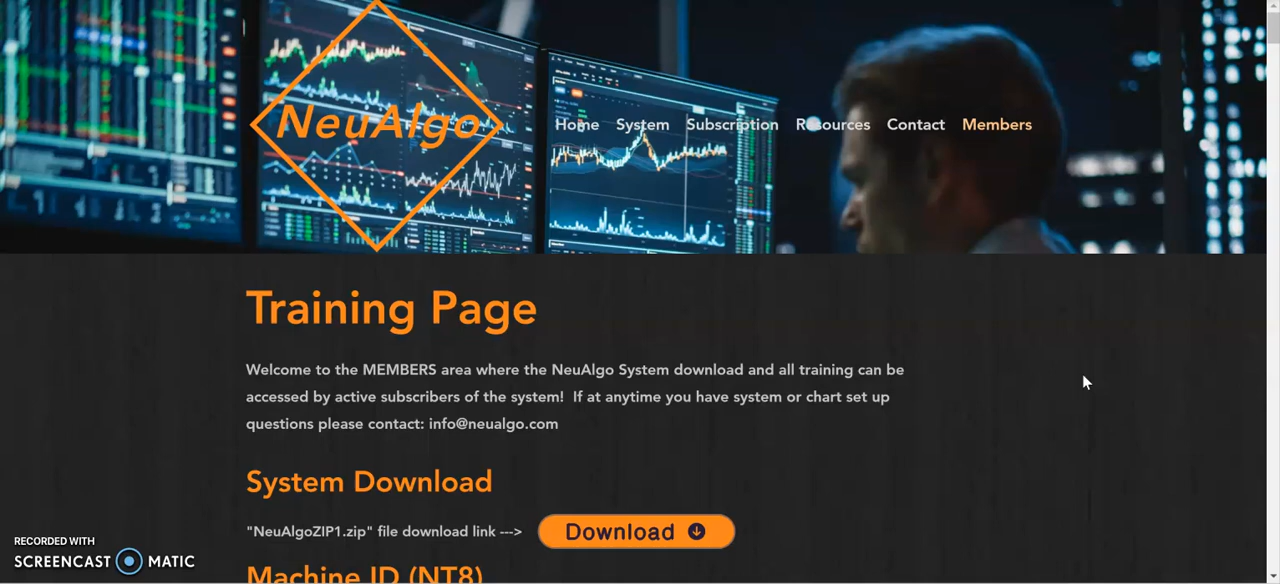 NeuAlgo
Home System Subscription Resources Contact Members
Training Page
Welcome to the MEMBERS area where the NeuAlgo System download and all training can be
accessed by active subscribers of the system!  If at anytime you have system or chart set up
questions please contact: info@neualgo.com
System Download
"NeuAlgoZIP1.zip" file download link ---> Download
RECORDED WITH
SCREENCAST MATIC
Machine ID (NT8)